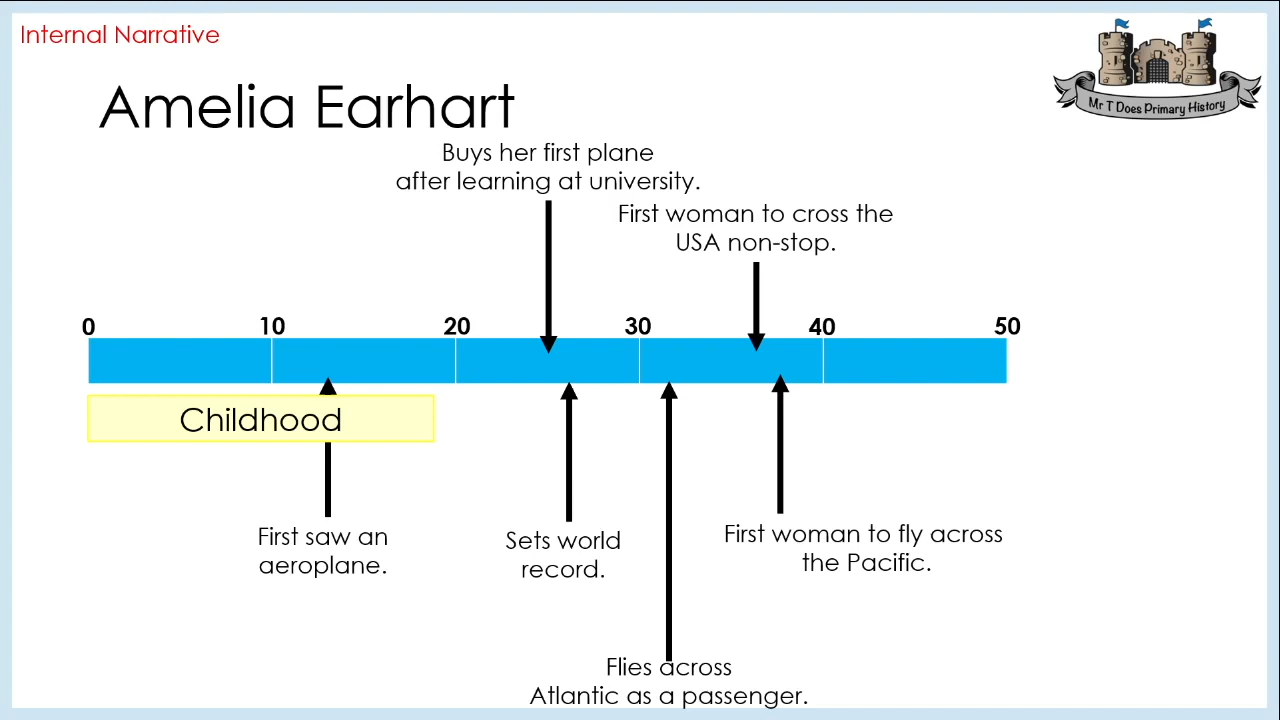 Internal Narrative
Mr T Does Primary History
Amelia Earhart
Buys her first plane
after learning at university.
First woman to cross the
USA non-stop.
0 10 20 30 40 50
Childhood
First saw an
aeroplane.
Sets world
record.
First woman to fly across
the Pacific.
Flies across
Atlantic as a passenger.